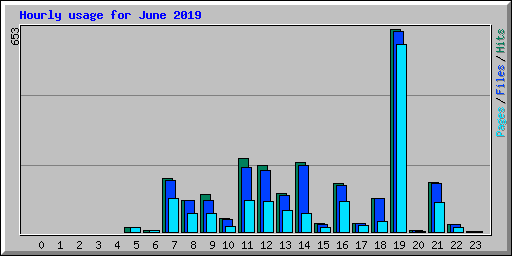 Hourly usage for June 2019
653
Pages/Files/Hits
0 1 2 3 4 5 6 7 8 9 10 11 12 13 14 15 16 17 18 19 20 21 22 23